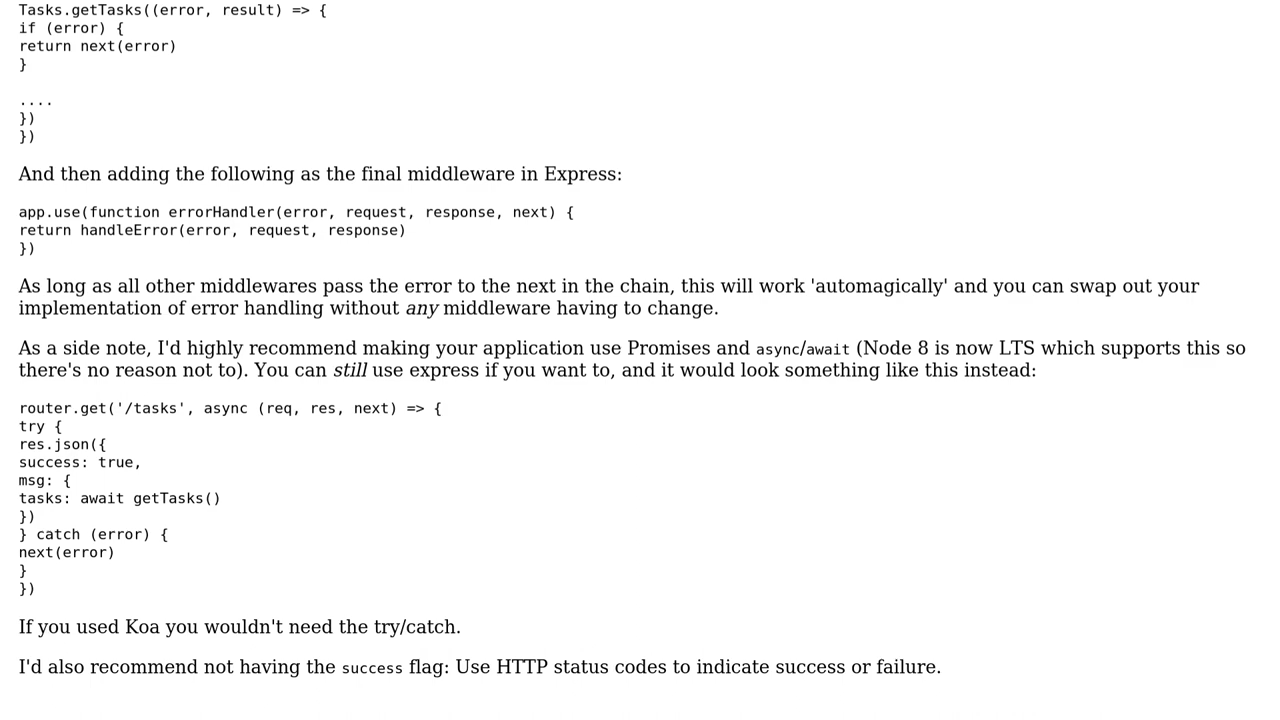 Tasks.getTasks((error, result) => {
if (error) {
return next(error)
}
....
})
})
And then adding the following as the final middleware in Express:
app.use(function errorHandler(error, request, response, next) {
return handleError(error, request, response)
})
As long as all other middlewares pass the error to the next in the chain, this will work 'automagically' and you can swap out your
implementation of error handling without any middleware having to change.
As a side note, I'd highly recommend making your application use Promises and async/await (Node 8 is now LTS which supports this so
there's no reason not to). You can still use express if you want to, and it would look something like this instead:
router.get('/tasks', async (req, res, next) => {
try {
res.json({
success: true,
msg: {
tasks: await getTasks()
})
} catch (error) {
next(error)
}
})
If you used Koa you wouldn't need the try/catch.
I'd also recommend not having the success flag: Use HTTP status codes to indicate success or failure.